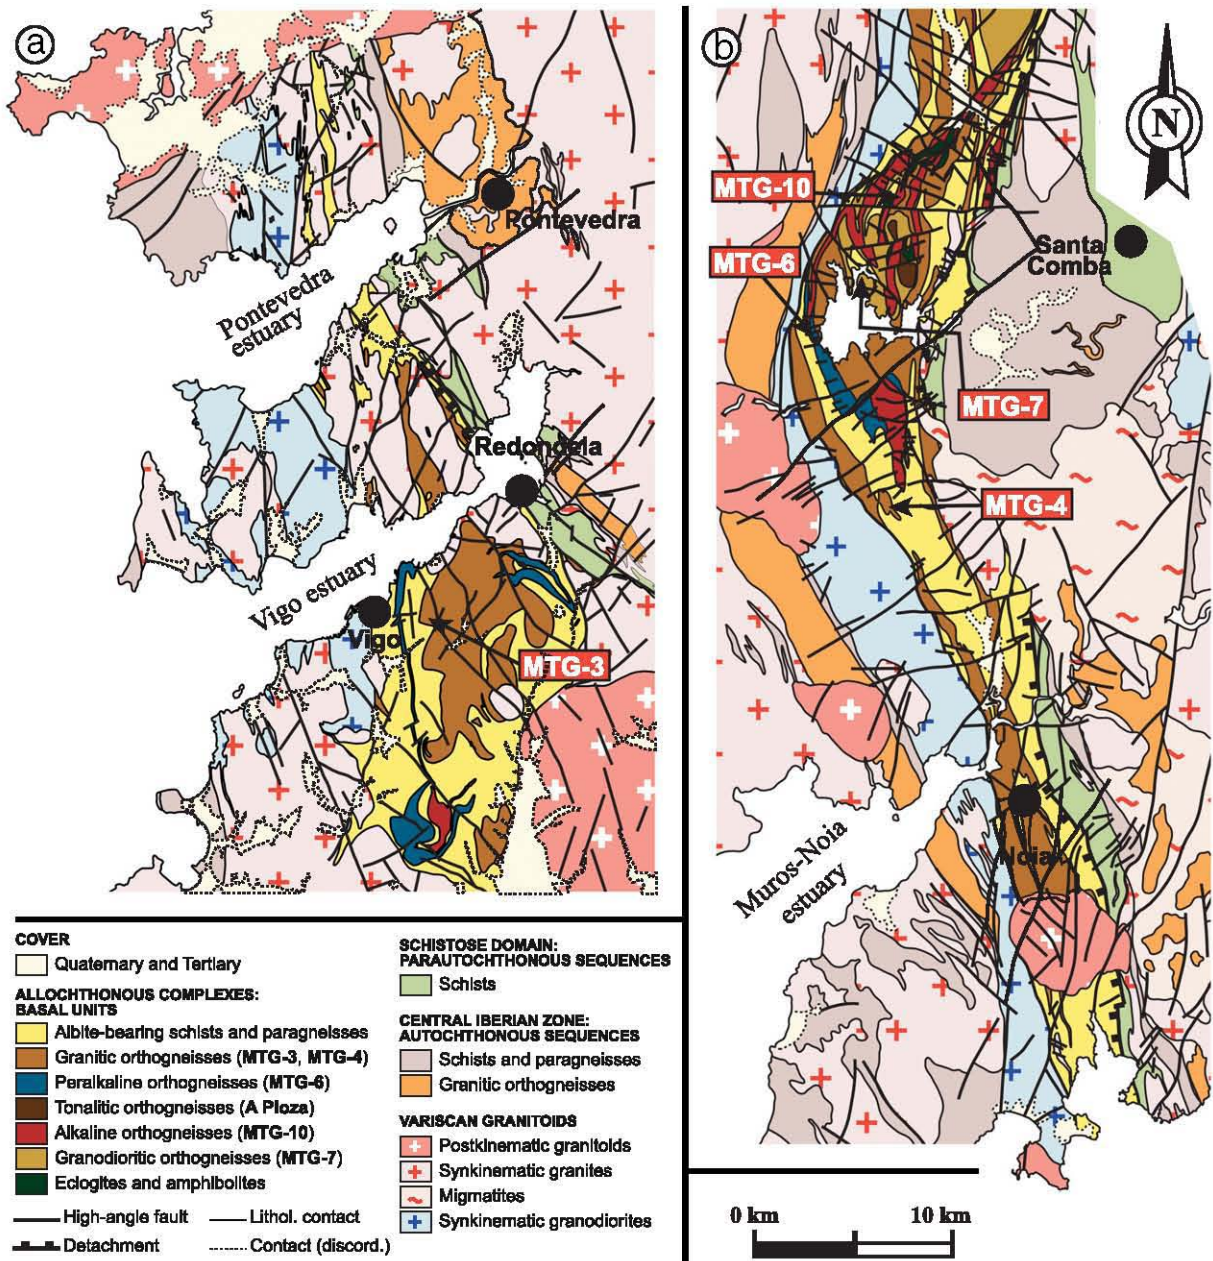 a
Pontevedra
Pontevedra
estuary
Redondela
Vigo estuary
Vigo
MTG-3
b
N
MTG-10
Santa
Comba
MTG-6
MTG-7
MTG-4
Noia
Muros-Noia
estuary
COVER
Quaternary and Tertiary
ALLOCHTHONOUS COMPLEXES:
BASAL UNITS
Albite-bearing schists and paragneisses
Granitic orthogneisses (MTG-3, MTG-4)
Peralkaline orthogneisses (MTG-6)
Tonalitic orthogneisses (A Ploza)
Alkaline orthogneisses (MTG-10)
Granodioritic orthogneisses (MTG-7)
Eclogites and amphibolites
High-angle fault
Lithol. contact
Detachment
Contact (discord.)
SCHISTOSE DOMAIN:
PARAUTOCHTHONOUS SEQUENCES
Schists
CENTRAL IBERIAN ZONE:
AUTOCHTHONOUS SEQUENCES
Schists and paragneisses
Granitic orthogneisses
VARISCAN GRANITOIDS
Postkinematic granitoids
Synkinematic granites
Migmatites
Synkinematic granodiorites
0 km 10 km